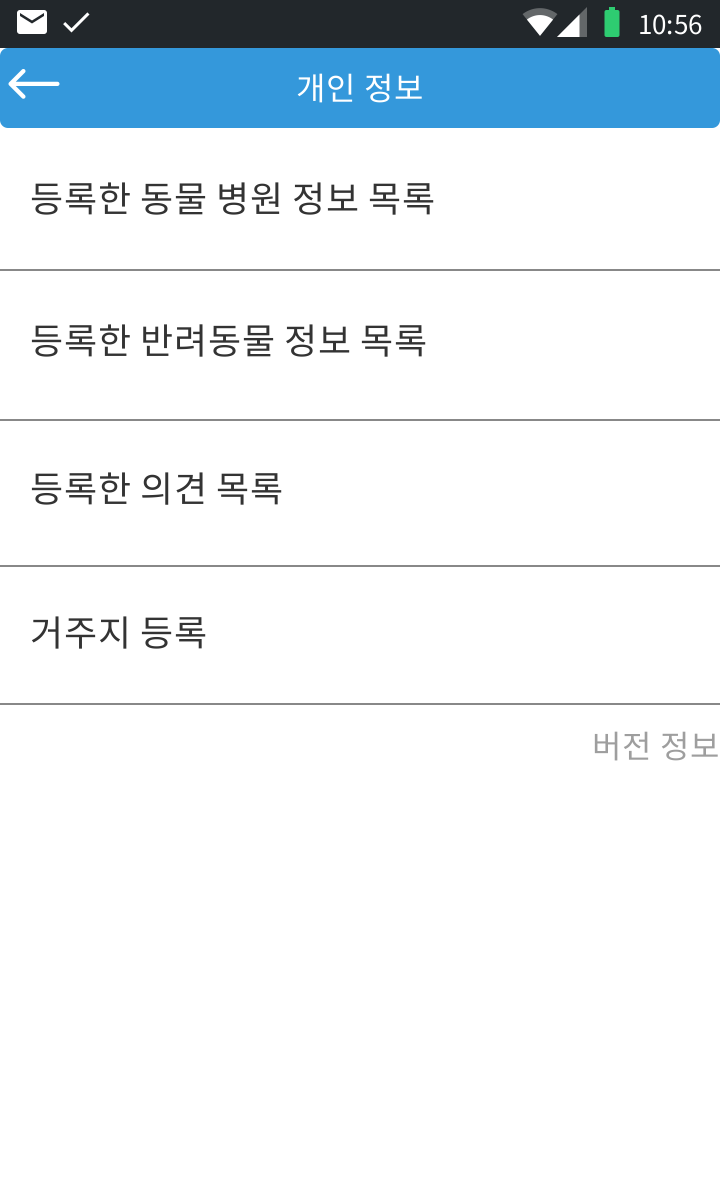 10:56
개인 정보
등록한 동물 병원 정보 목록
등록한 반려동물 정보 목록
등록한 의견 목록
거주지 등록
버전 정보